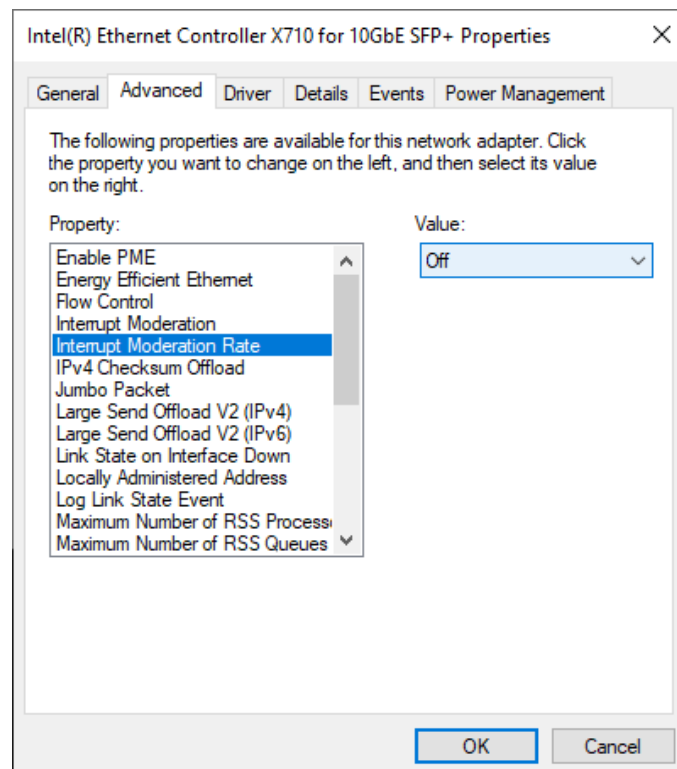 Intel(R) Ethernet Controller X710 for 10GbE SFP+ Properties
General Advanced Driver Details Events Power Management
The following properties are available for this network adapter. Click
the property you want to change on the left, and then select its value
on the right.
Property:
Value:
Enable PME
Energy Efficient Ethernet
Flow Control
Interrupt Moderation
Interrupt Moderation Rate
IPv4 Checksum Offload
Jumbo Packet
Large Send Offload V2 (IPv4)
Large Send Offload V2 (IPv6)
Link State on Interface Down
Locally Administered Address
Log Link State Event
Maximum Number of RSS Process
Maximum Number of RSS Queues
Off
OK
Cancel